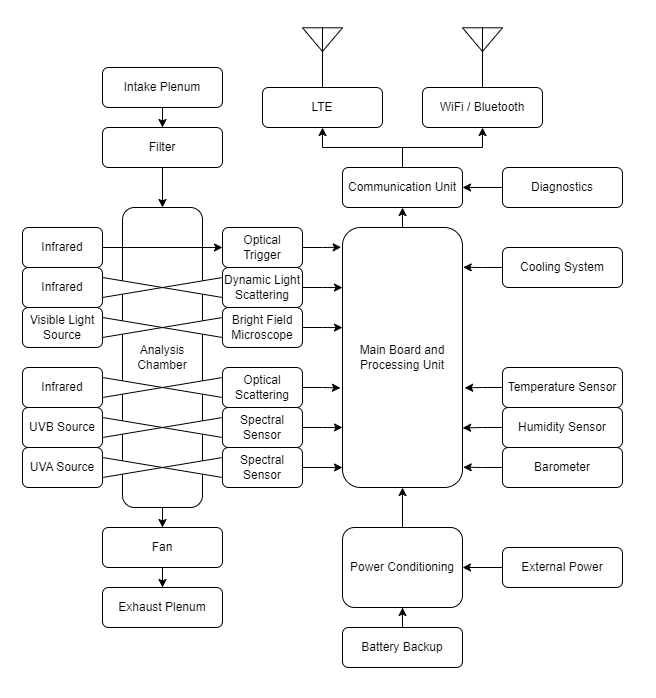 LTE
WiFi / Bluetooth
Intake Plenum
Filter
Communication Unit
Diagnostics
Infrared
Optical
Trigger
Cooling System
Infrared
Dynamic Light
Scattering
Visible Light
Source
Bright Field
Microscope
Analysis
Chamber
Main Board and
Processing Unit
Infrared
Optical
Scattering
Temperature Sensor
UVB Source
Spectral
Sensor
Humidity Sensor
UVA Source
Spectral
Sensor
Barometer
Fan
Exhaust Plenum
Power Conditioning
External Power
Battery Backup